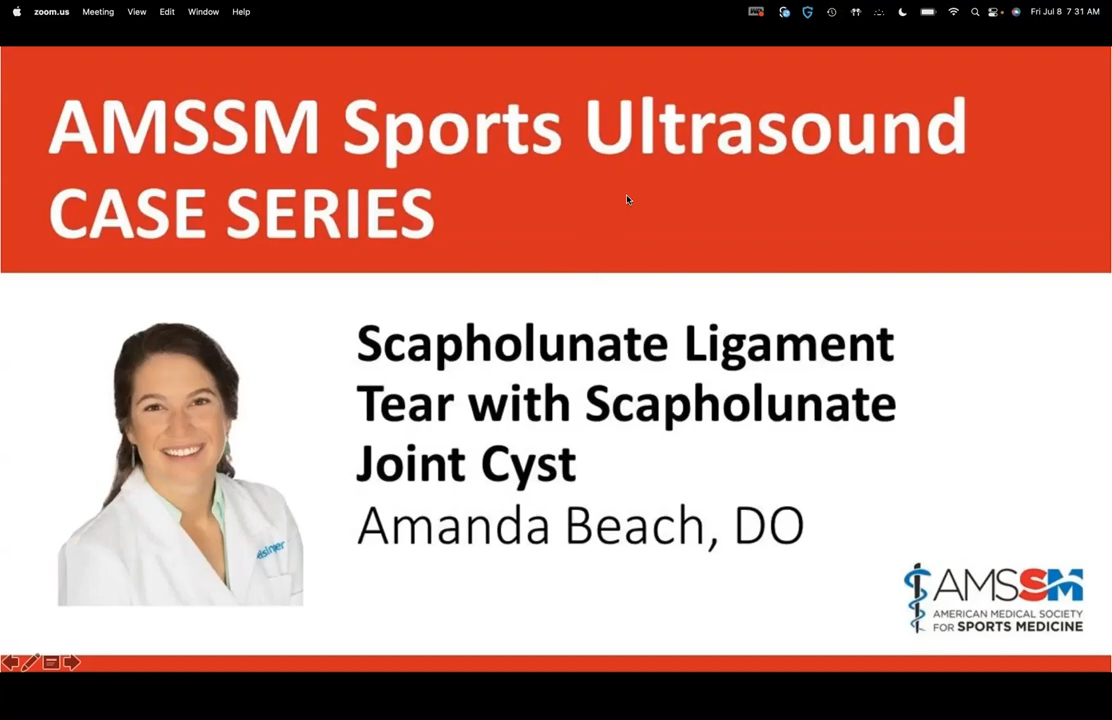 zoom.us Meeting View Edit Window Help Fri Jul 8 7:31 AM
AMSSM Sports Ultrasound
CASE SERIES
Scapholunate Ligament
Tear with Scapholunate
Joint Cyst
Amanda Beach, DO
AMSSM
AMERICAN MEDICAL SOCIETY
FOR SPORTS MEDICINE